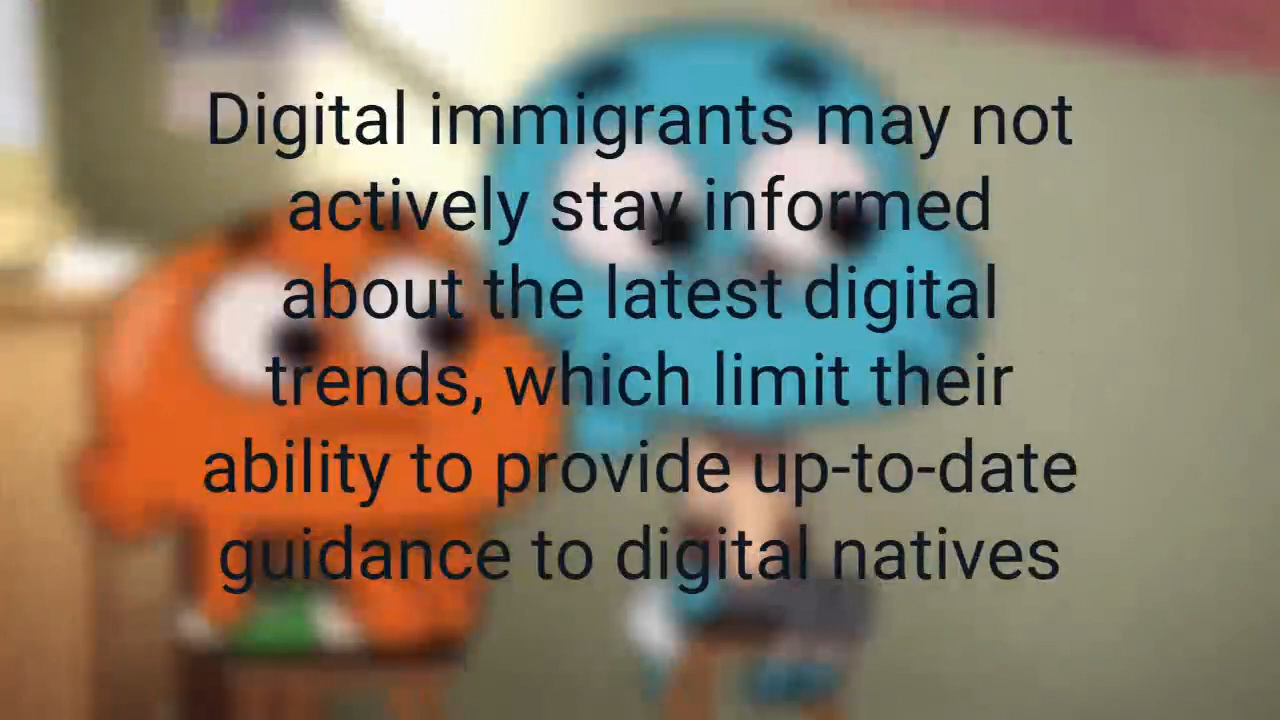 Digital immigrants may not
actively stay informed
about the latest digital
trends, which limit their
ability to provide up-to-date
guidance to digital natives